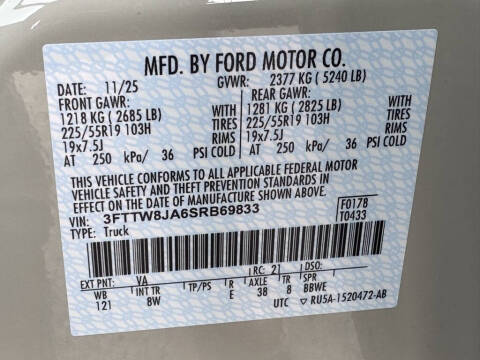 MFD. BY FORD MOTOR CO.
DATE: 11/25 GVWR: 2377 KG ( 5240 LB)
FRONT GAWR: REAR GAWR:
1218 KG ( 2685 LB) WITH 1281 KG ( 2825 LB) WITH
225/55R19 103H TIRES 225/55R19 103H TIRES
19x7.5J RIMS 19x7.5J RIMS
AT 250 kPa/ 36 PSI COLD AT 250 kPa/ 36 PSI COLD
THIS VEHICLE CONFORMS TO ALL APPLICABLE FEDERAL MOTOR
VEHICLE SAFETY AND THEFT PREVENTION STANDARDS IN
EFFECT ON THE DATE OF MANUFACTURE SHOWN ABOVE.
VIN: 3FTTW8JA6SRB69833 F0178
TYPE: Truck T0433
EXT PNT: VA RC: 21 DSO:
WB INT TR TP/PS R AXLE TR SPR
121 8W E 38 8 BBWE
UTC ▽ RU5A-1520472-AB